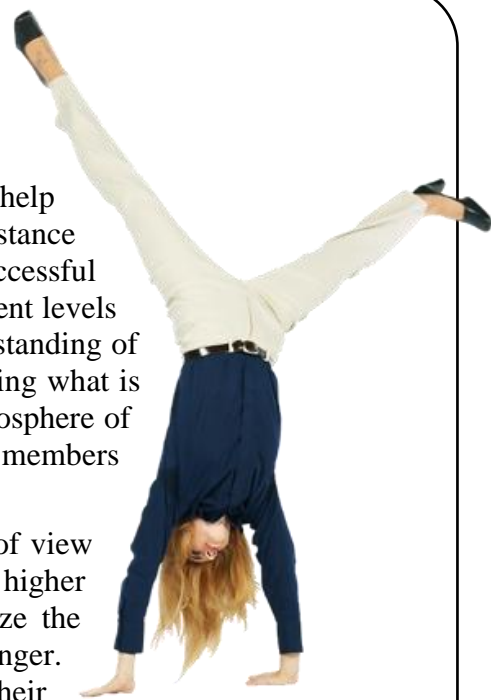 help
stance
ccessful
ent levels
standing of
ing what is
osphere of
members
of view
higher
ze the
nger.
heir